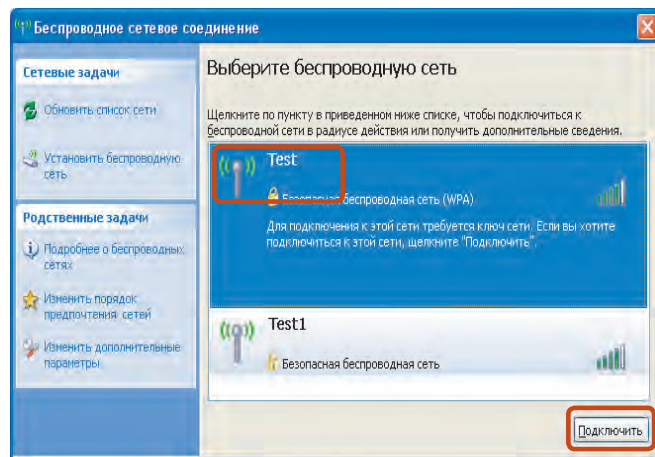 Беспроводное сетевое соединение
Сетевые задачи
Обновить список сети
Установить беспроводную
сеть
Родственные задачи
Подробнее о беспроводных
сетях
Изменить порядок
предпочтения сетей
Изменить дополнительные
параметры
Выберите беспроводную сеть
Щелкните по пункту в приведенном ниже списке, чтобы подключиться к
беспроводной сети в радиусе действия или получить дополнительные сведения.
Test
Безопасная беспроводная сеть (WPA)
Для подключения к этой сети требуется ключ сети. Если вы хотите
подключиться к этой сети, щелкните "Подключить".
Test1
Безопасная беспроводная сеть
Подключить